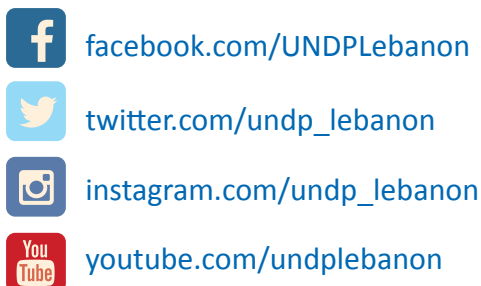 f facebook.com/UNDPLebanon
twitter.com/undp_lebanon
instagram.com/undp_lebanon
You
Tube youtube.com/undplebanon